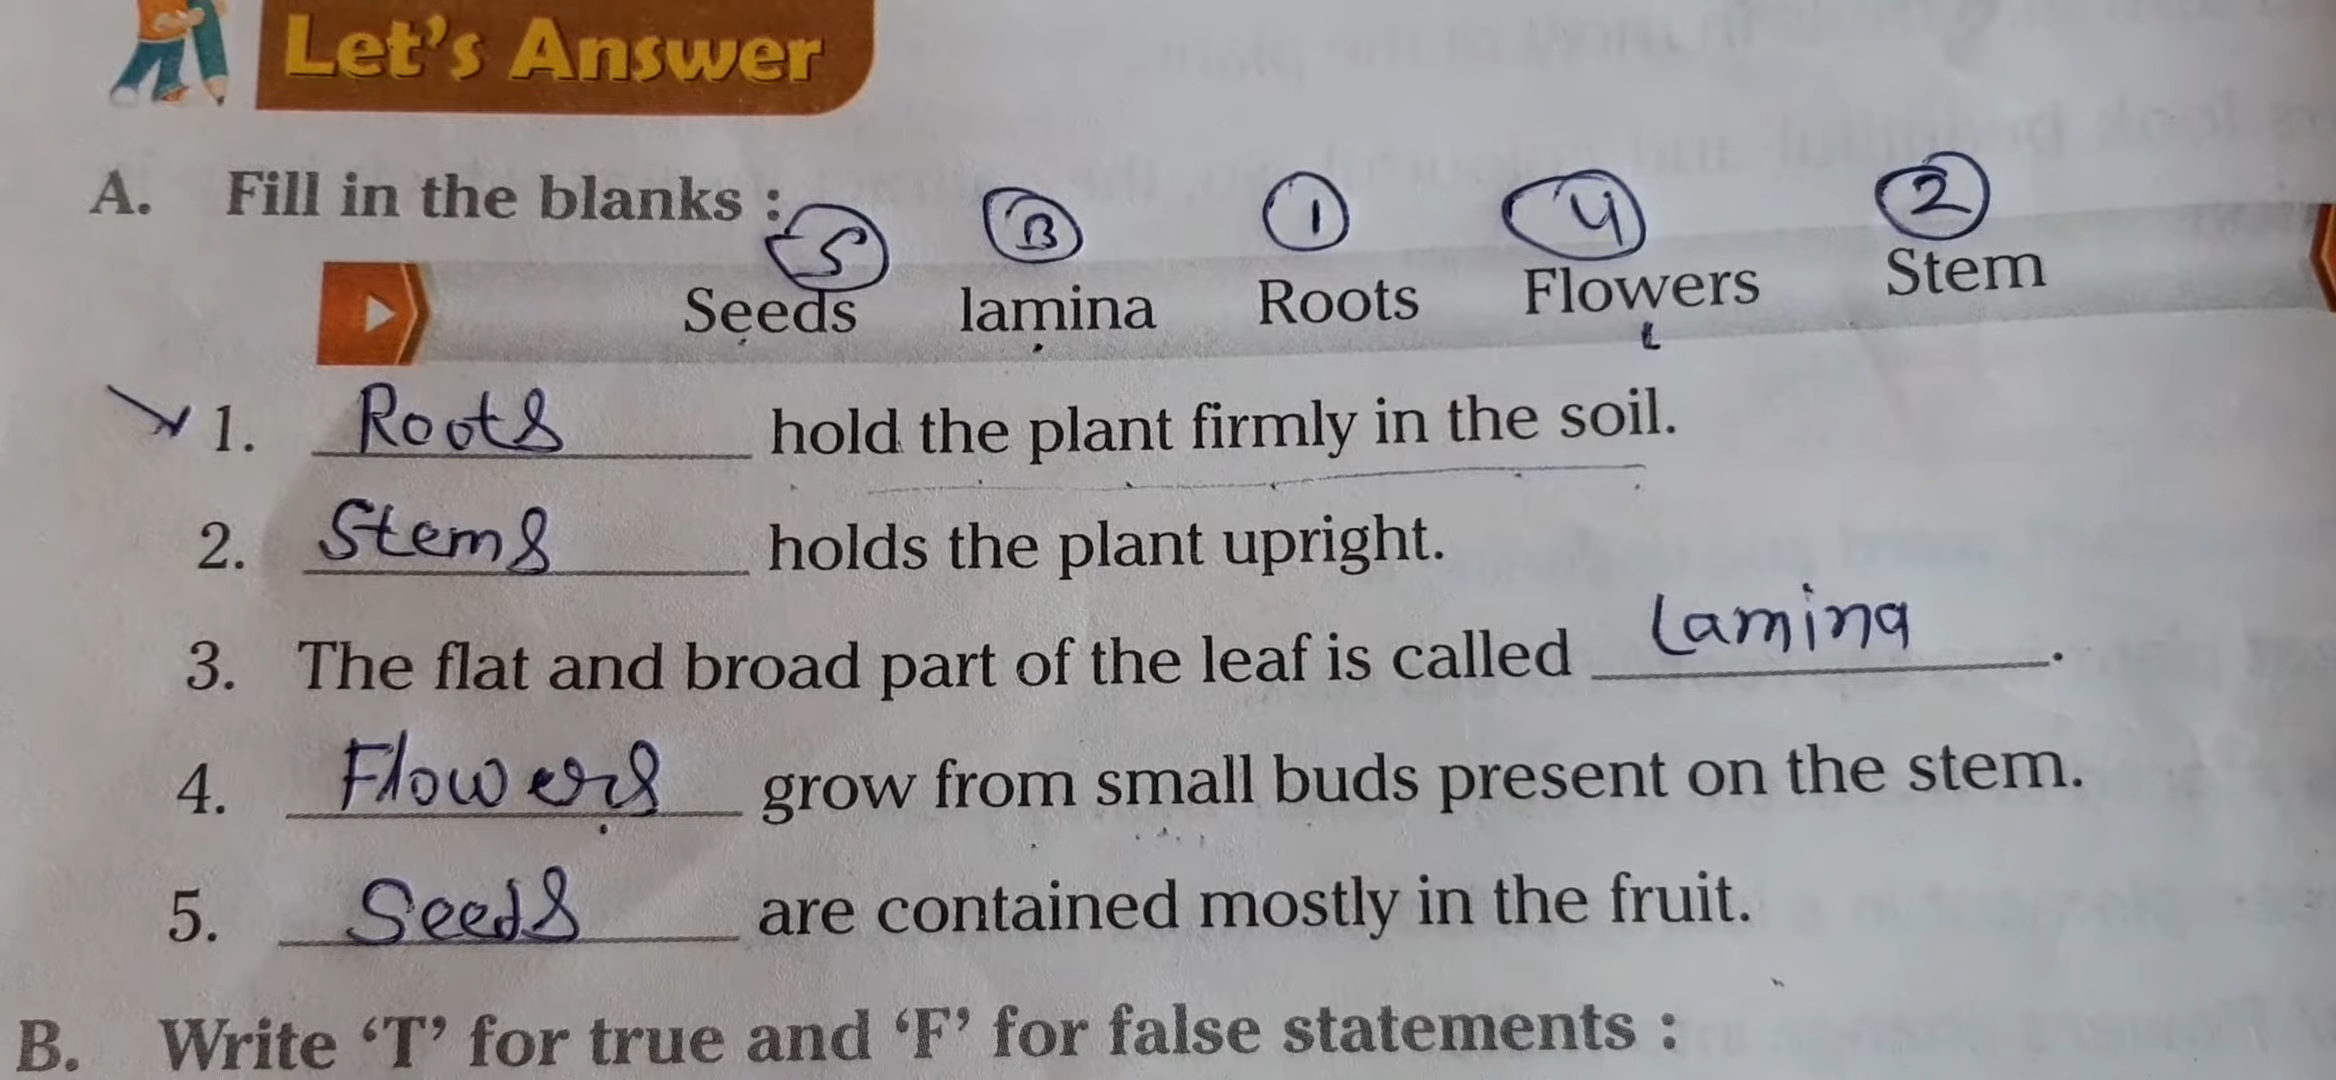 Let's Answer
A. Fill in the blanks :
5 3 1 4 2
Seeds lamina Roots Flowers Stem
1. Roots hold the plant firmly in the soil.
2. Stems holds the plant upright.
3. The flat and broad part of the leaf is called Lamina.
4. Flowers grow from small buds present on the stem.
5. Seeds are contained mostly in the fruit.
B. Write ‘T’ for true and ‘F’ for false statements :